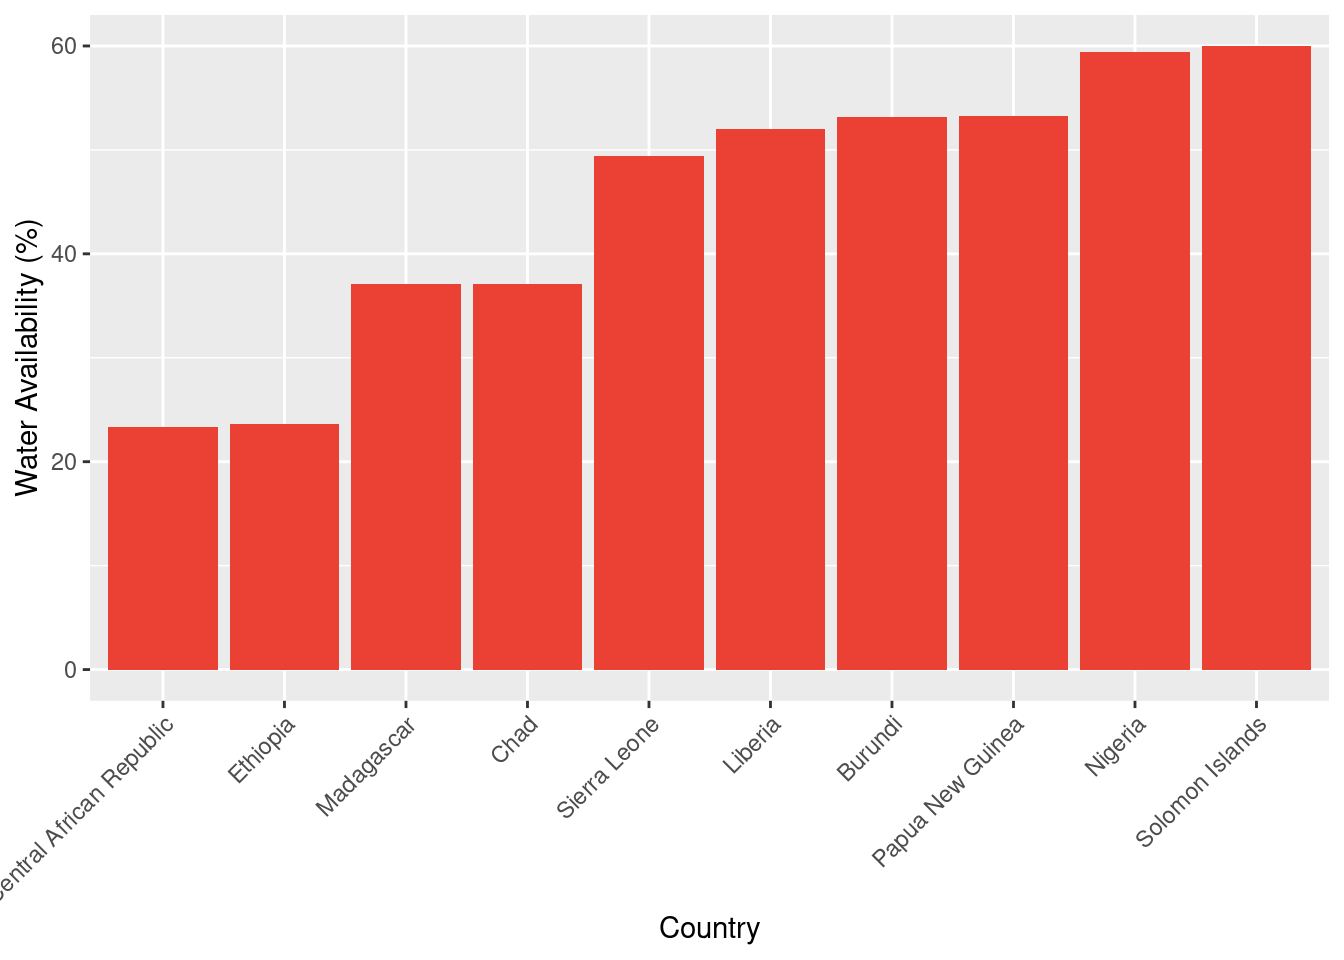 Water Availability (%)
60
40
20
0
entral African Republic
Ethiopia
Madagascar
Chad
Sierra Leone
Liberia
Burundi
Papua New Guinea
Nigeria
Solomon Islands
Country